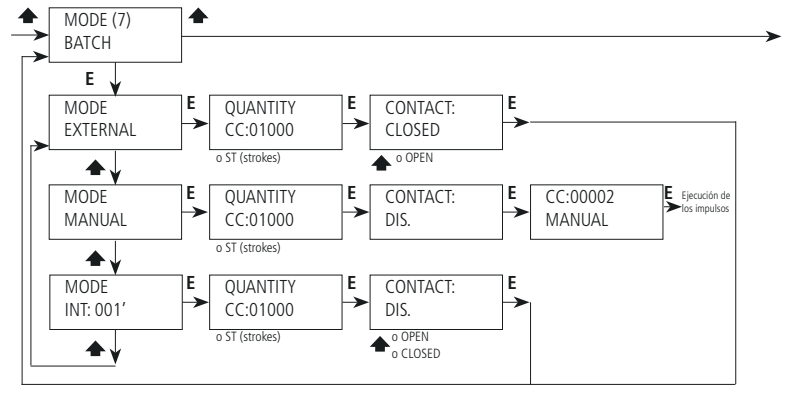 MODE (7)
BATCH
E
MODE
EXTERNAL
E
QUANTITY
CC:01000
o ST (strokes)
E
CONTACT:
CLOSED
o OPEN
E
MODE
MANUAL
E
QUANTITY
CC:01000
o ST (strokes)
E
CONTACT:
DIS.
E
CC:00002
MANUAL
E
Ejecución de
los impulsos
MODE
INT: 001’
E
QUANTITY
CC:01000
o ST (strokes)
E
CONTACT:
DIS.
o OPEN
o CLOSED
E